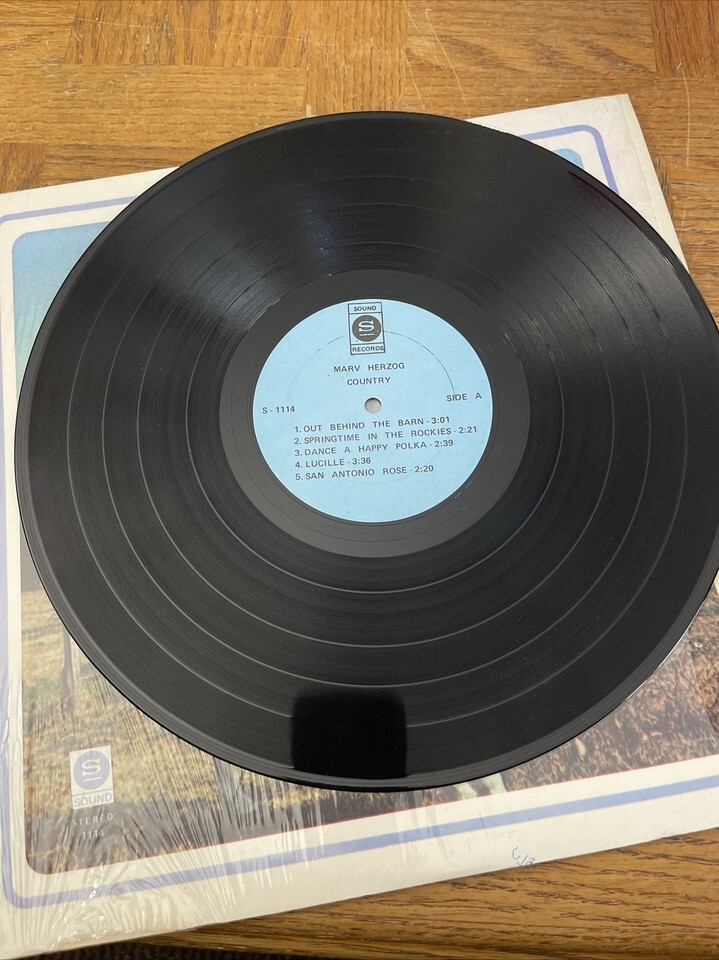 SOUND
S
RECORDS
MARV HERZOG
COUNTRY
S - 1114
SIDE A
1. OUT BEHIND THE BARN - 3:01
2. SPRINGTIME IN THE ROCKIES - 2:21
3. DANCE A HAPPY POLKA - 2:39
4. LUCILLE - 3:36
5. SAN ANTONIO ROSE - 2:20
S
SOUND
STEREO
1114